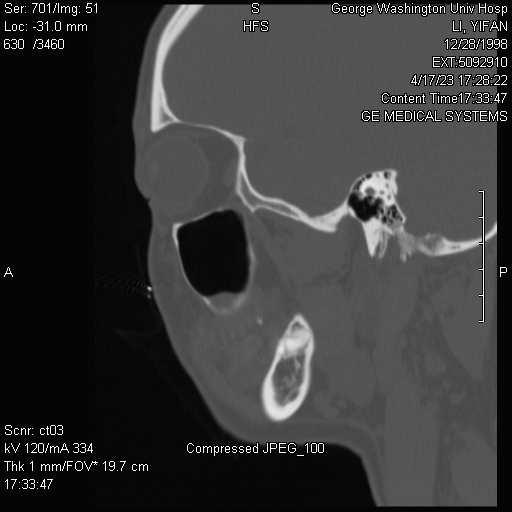 Ser: 701/Img: 51
Loc: -31.0 mm
630 /3460
S
HFS
George Washington Univ Hosp
LI, YIFAN
12/28/1998
EXT:5092910
4/17/23 17:28:22
Content Time17:33:47
GE MEDICAL SYSTEMS
A
P
Scnr: ct03
kV 120/mA 334
Thk 1 mm/FOV* 19.7 cm
17:33:47
Compressed JPEG_100